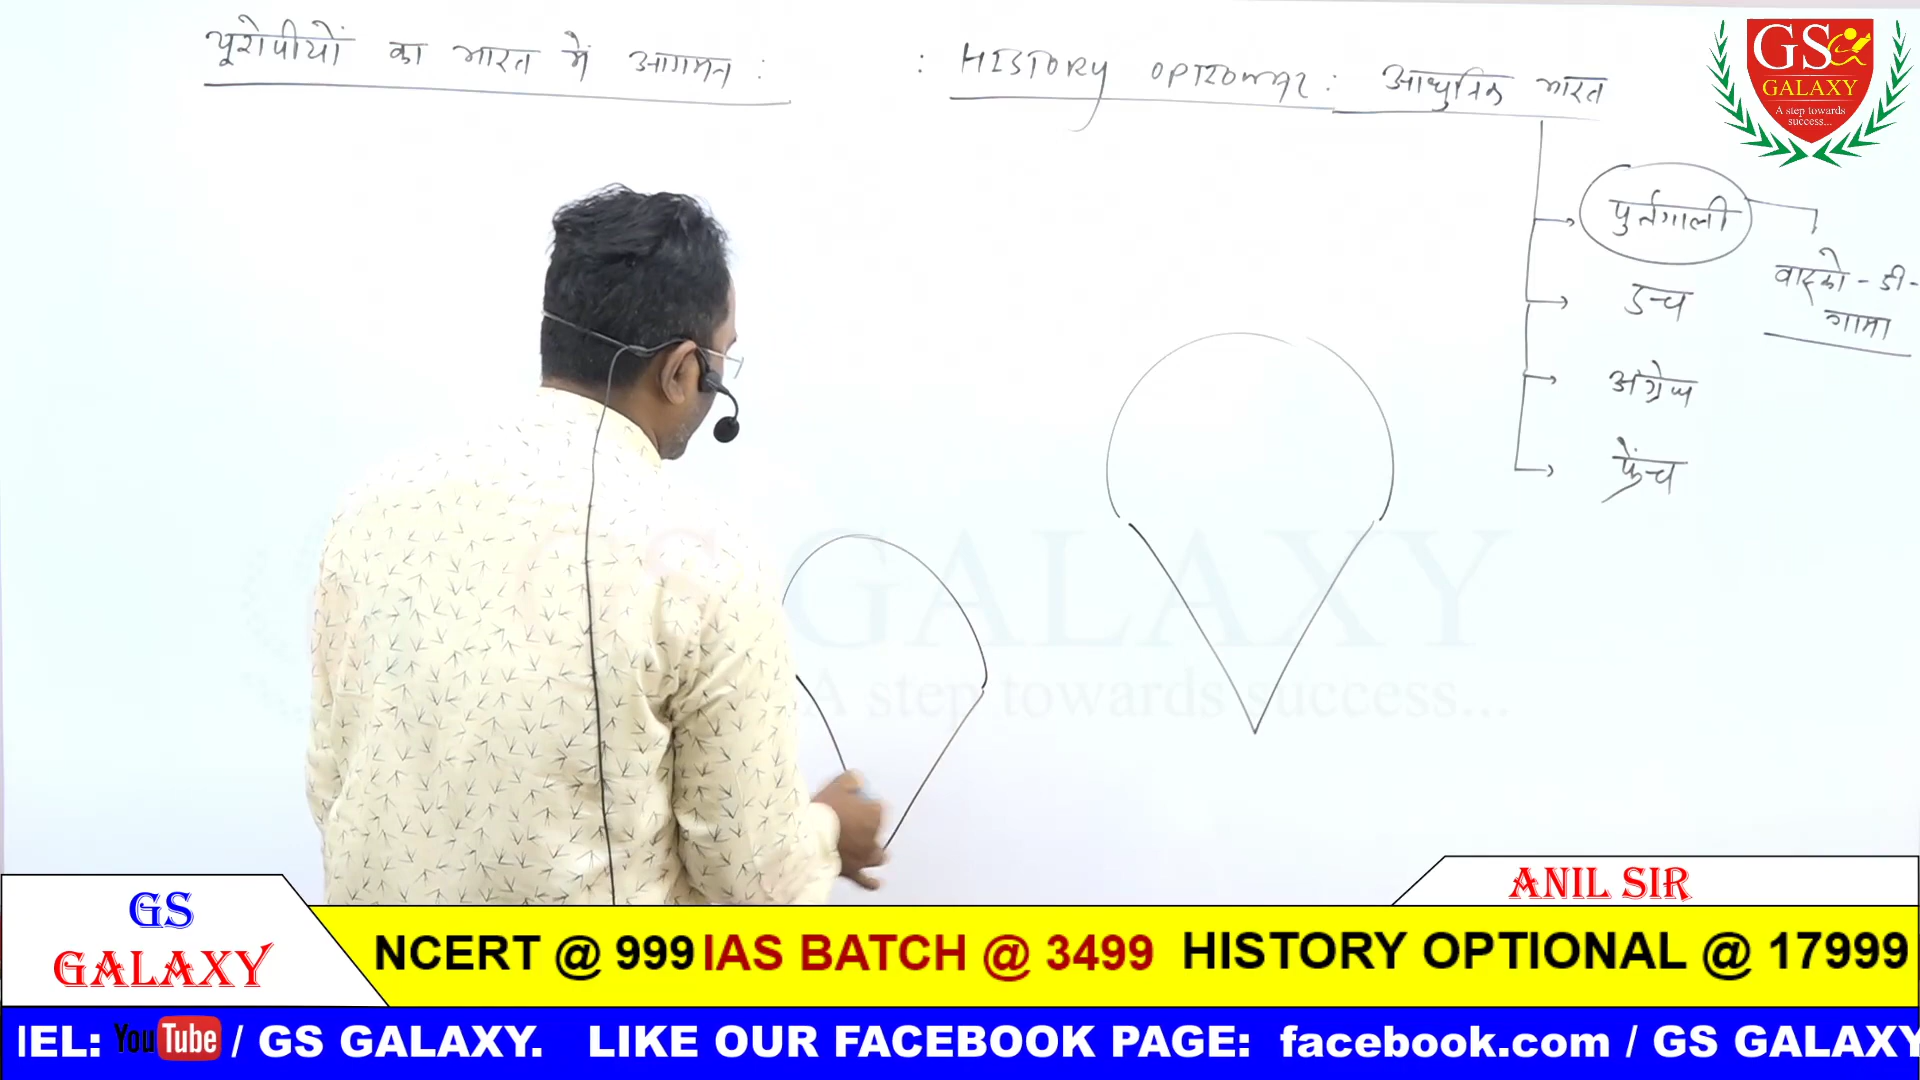 यूरोपीयों का भारत में आगमन :
: HISTORY OPTIONAL : आधुनिक भारत
पुर्तगाली
वास्को - डी -
गामा
डच
अंग्रेज
फ्रेंच
GS
GALAXY
A step towards
success...
GS GALAXY
A step towards success...
ANIL SIR
GS
GALAXY
NCERT @ 999 IAS BATCH @ 3499 HISTORY OPTIONAL @ 17999
NEL: YouTube / GS GALAXY. LIKE OUR FACEBOOK PAGE: facebook.com / GS GALAXY